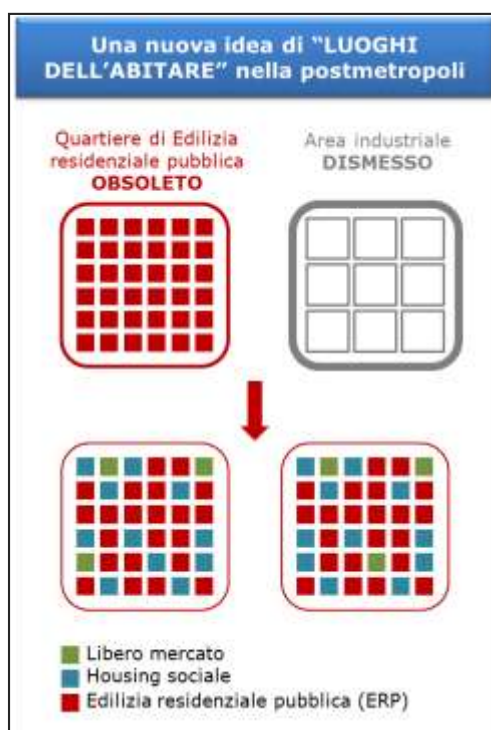 Una nuova idea di “LUOGHI
DELL’ABITARE” nella postmetropoli
Quartiere di Edilizia
residenziale pubblica
OBSOLETO
Area industriale
DISMESSO
Libero mercato
Housing sociale
Edilizia residenziale pubblica (ERP)